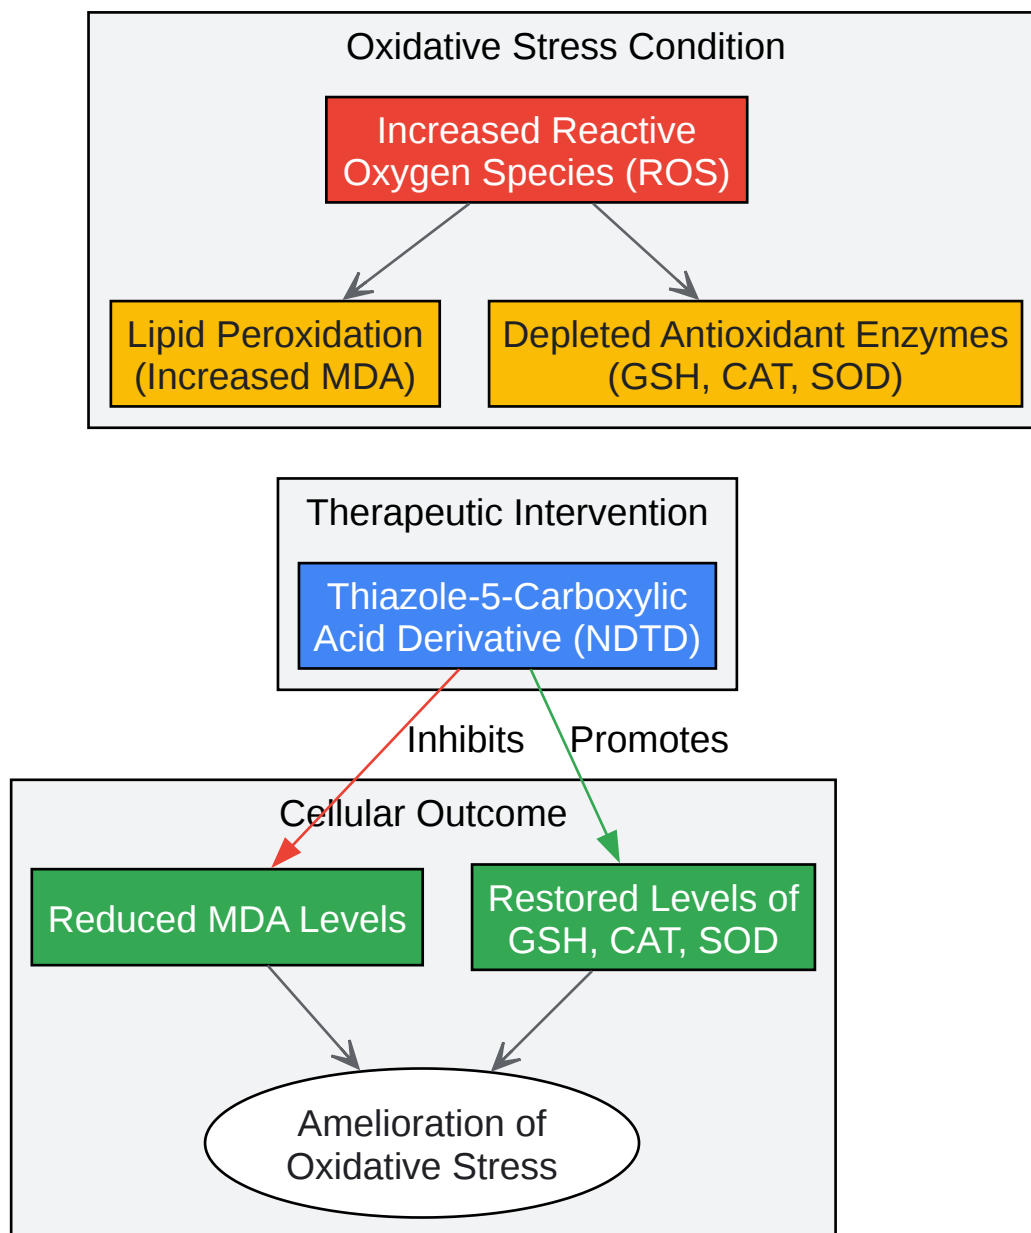 Oxidative Stress Condition
Increased Reactive
Oxygen Species (ROS)
Lipid Peroxidation
(Increased MDA)
Depleted Antioxidant Enzymes
(GSH, CAT, SOD)
Therapeutic Intervention
Thiazole-5-Carboxylic
Acid Derivative (NDTD)
Inhibits
Promotes
Cellular Outcome
Reduced MDA Levels
Restored Levels of
GSH, CAT, SOD
Amelioration of
Oxidative Stress